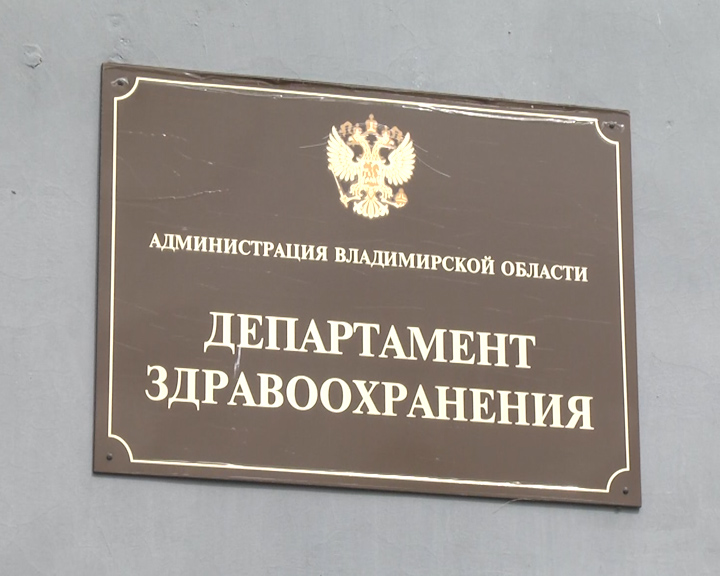 АДМИНИСТРАЦИЯ ВЛАДИМИРСКОЙ ОБЛАСТИ
ДЕПАРТАМЕНТ
ЗДРАВООХРАНЕНИЯ